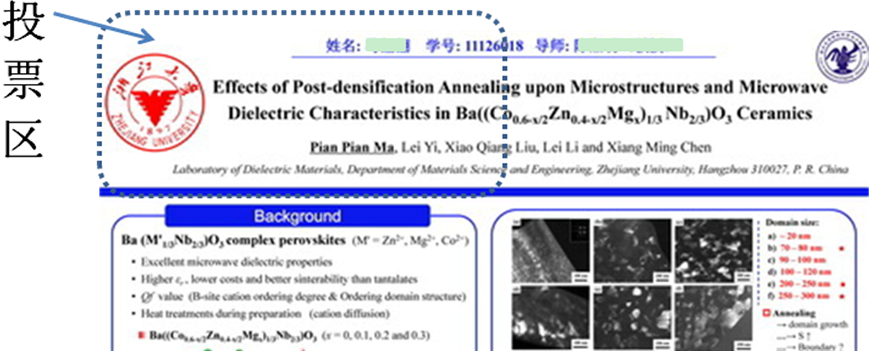 投票区
姓名: 学号: 11126018 导师:
浙江大学
ZHEJIANG UNIVERSITY
1897
Effects of Post-densification Annealing upon Microstructures and Microwave
Dielectric Characteristics in Ba((Co0.6-x/2Zn0.4-x/2Mgx)1/3 Nb2/3)O3 Ceramics
Pian Pian Ma, Lei Yi, Xiao Qiang Liu, Lei Li and Xiang Ming Chen
Laboratory of Dielectric Materials, Department of Materials Science and Engineering, Zhejiang University, Hangzhou 310027, P. R. China
Background
Ba (M'1/3Nb2/3)O3 complex perovskites (M' = Zn2+, Mg2+, Co2+)
• Excellent microwave dielectric properties
• Higher εr, lower costs and better sinterability than tantalates
• Qf value (B-site cation ordering degree & Ordering domain structure)
• Heat treatments during preparation (cation diffusion)
Ba((Co0.6-x/2Zn0.4-x/2Mgx)1/3Nb2/3)O3 (x = 0, 0.1, 0.2 and 0.3)
Domain size:
a) ~ 20 nm
b) 70 ~ 80 nm
c) 90 ~ 100 nm
d) 100 ~ 120 nm
e) 200 ~ 250 nm
f) 250 ~ 300 nm
Annealing
→ domain growth
→ S ↑
→ Boundary ?